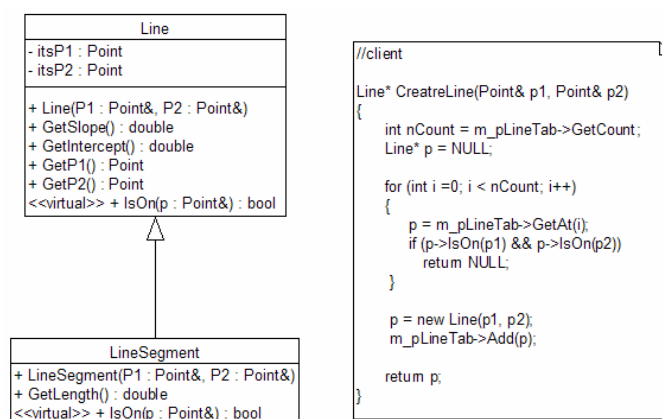 Line
- itsP1 : Point
- itsP2 : Point
+ Line(P1 : Point&, P2 : Point&)
+ GetSlope() : double
+ GetIntercept() : double
+ GetP1() : Point
+ GetP2() : Point
<<virtual>> + IsOn(p : Point&) : bool
LineSegment
+ LineSegment(P1 : Point&, P2 : Point&)
+ GetLength() : double
<<virtual>> + IsOn(p : Point&) : bool
//client
Line* CreatreLine(Point& p1, Point& p2)
{
int nCount = m_pLineTab->GetCount;
Line* p = NULL;
for (int i =0; i < nCount; i++)
{
p = m_pLineTab->GetAt(i);
if (p->IsOn(p1) && p->IsOn(p2))
return NULL;
}
p = new Line(p1, p2);
m_pLineTab->Add(p);
return p;
}